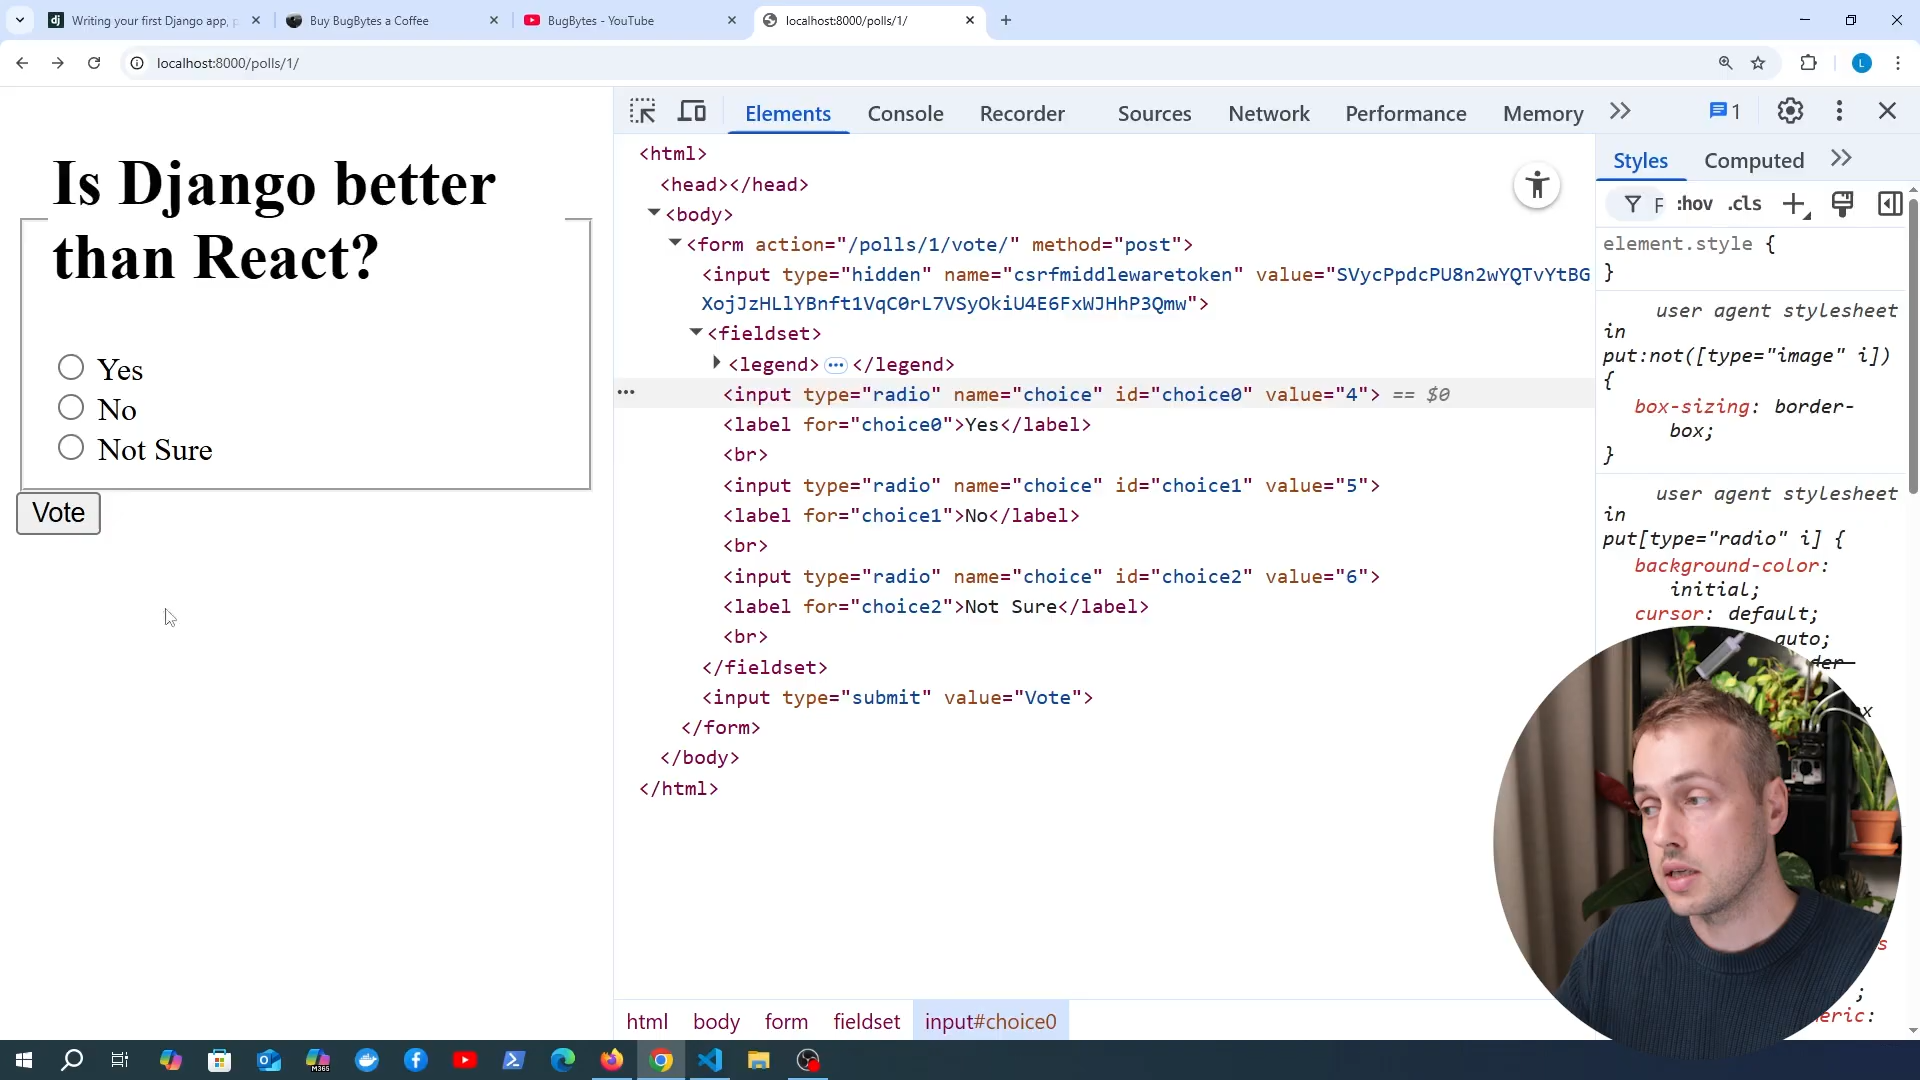 Writing your first Django app, p
Buy BugBytes a Coffee
BugBytes - YouTube
localhost:8000/polls/1/
localhost:8000/polls/1/
L
Is Django better
than React?
Yes
No
Not Sure
Vote
Elements
Console
Recorder
Sources
Network
Performance
Memory
1
<html>
<head></head>
<body>
<form action="/polls/1/vote/" method="post">
<input type="hidden" name="csrfmiddlewaretoken" value="SVycPpdcPU8n2wYQTvYtBG
XojJzHLlYBnft1VqC0rL7VSyOkiU4E6FxWJHhP3Qmw">
<fieldset>
<legend> ••• </legend>
••• <input type="radio" name="choice" id="choice0" value="4"> == $0
<label for="choice0">Yes</label>
<br>
<input type="radio" name="choice" id="choice1" value="5">
<label for="choice1">No</label>
<br>
<input type="radio" name="choice" id="choice2" value="6">
<label for="choice2">Not Sure</label>
<br>
</fieldset>
<input type="submit" value="Vote">
</form>
</body>
</html>
html body form fieldset input#choice0
Styles
Computed
F
:hov
.cls
element.style {
}
user agent stylesheet
in
put:not([type="image" i])
{
box-sizing: border-
box;
}
user agent stylesheet
in
put[type="radio" i] {
background-color:
initial;
cursor: default;
auto;
M365